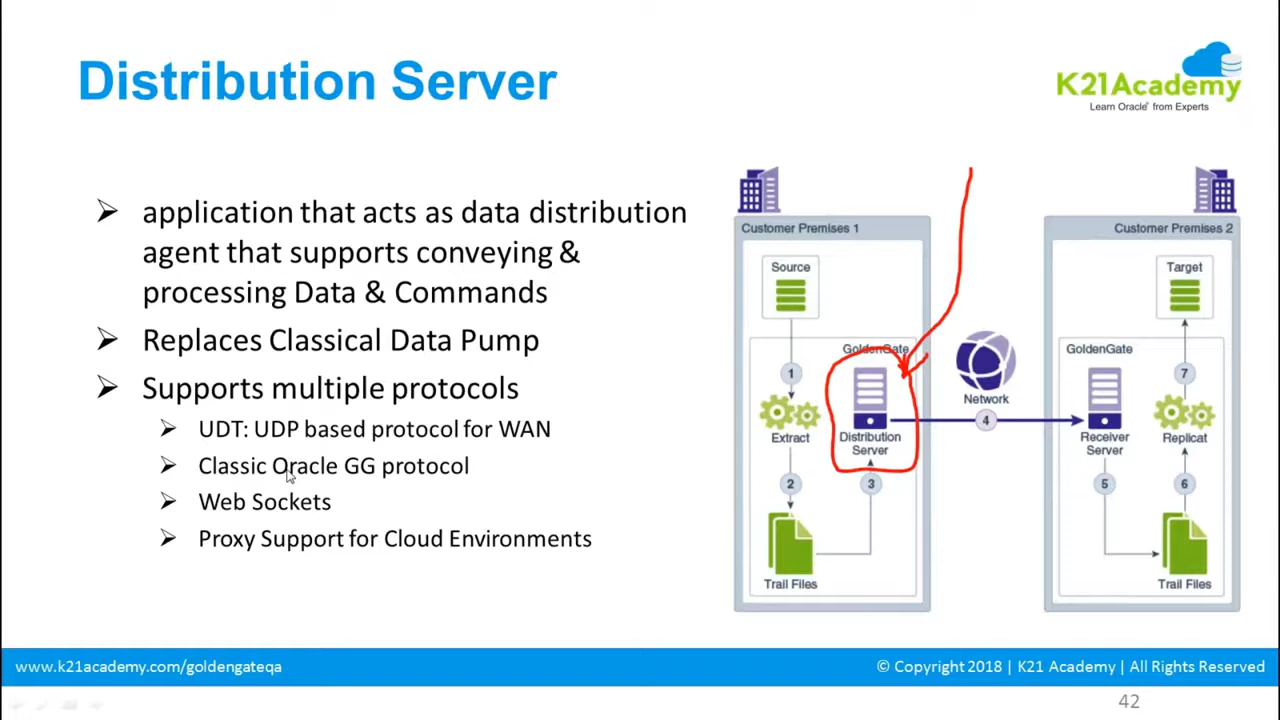 Distribution Server
K21Academy
Learn Oracle from Experts
➢ application that acts as data distribution
agent that supports conveying &
processing Data & Commands
➢ Replaces Classical Data Pump
➢ Supports multiple protocols
➢ UDT: UDP based protocol for WAN
➢ Classic Oracle GG protocol
➢ Web Sockets
➢ Proxy Support for Cloud Environments
Customer Premises 1
Source
GoldenGate
1
Extract
Distribution
Server
2
3
Trail Files
Network
4
Customer Premises 2
Target
GoldenGate
7
Receiver
Server
Replicat
5
6
Trail Files
www.k21academy.com/goldengateqa
© Copyright 2018 | K21 Academy | All Rights Reserved
42